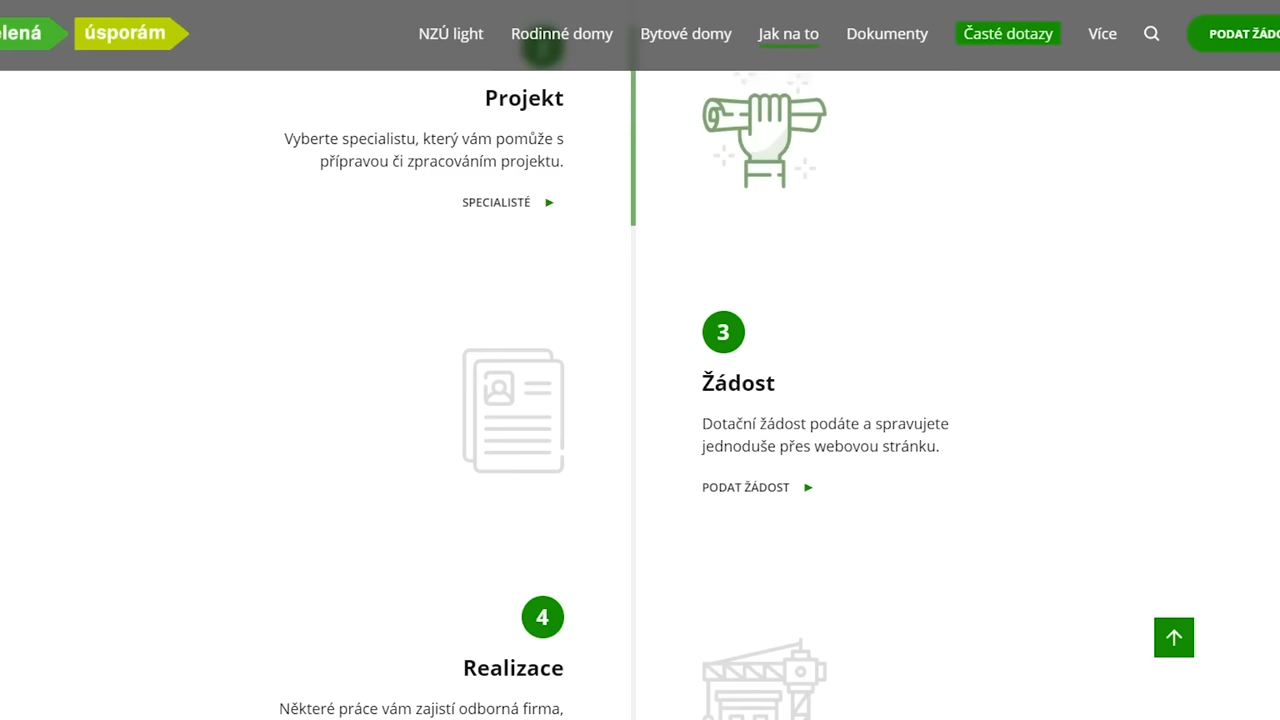 elená úsporám NZÚ light Rodinné domy Bytové domy Jak na to Dokumenty Časté dotazy Více PODAT ŽÁDO
Projekt
Vyberte specialistu, který vám pomůže s
přípravou či zpracováním projektu.
SPECIALISTÉ
3
Žádost
Dotační žádost podáte a spravujete
jednoduše přes webovou stránku.
PODAT ŽÁDOST
4
Realizace
Některé práce vám zajistí odborná firma,